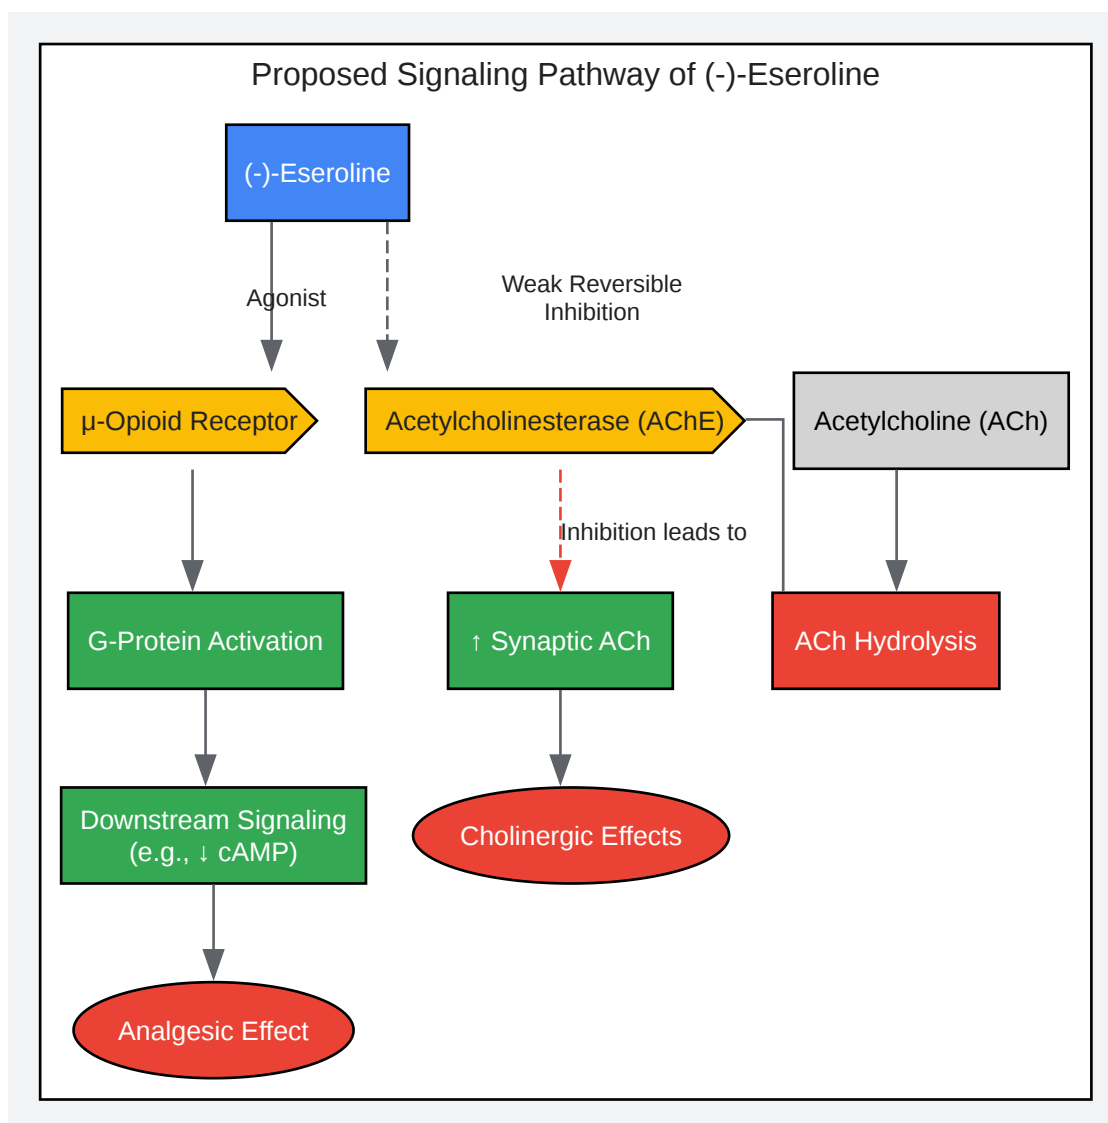 Proposed Signaling Pathway of (-)-Eseroline
(-)-Eseroline
Agonist
Weak Reversible
Inhibition
μ-Opioid Receptor
Acetylcholinesterase (AChE)
Acetylcholine (ACh)
Inhibition leads to
G-Protein Activation
↑ Synaptic ACh
ACh Hydrolysis
Downstream Signaling
(e.g., ↓ cAMP)
Cholinergic Effects
Analgesic Effect